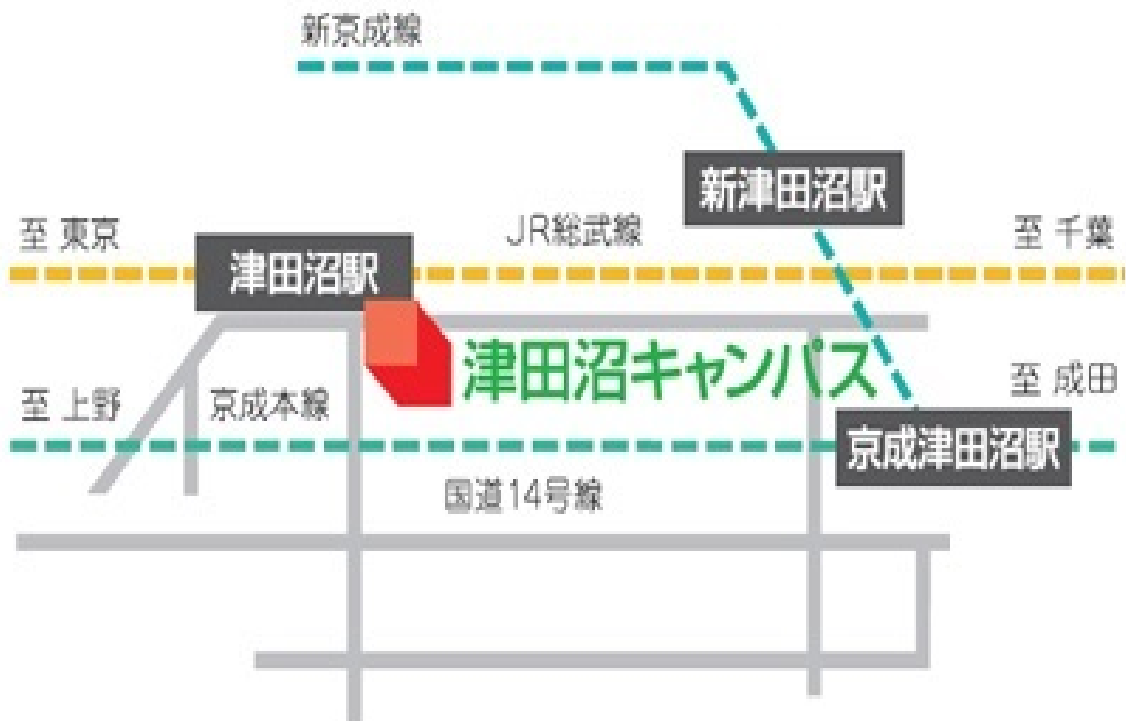 新京成線
新津田沼駅
至 東京
JR総武線
至 千葉
津田沼駅
津田沼キャンパス
至 上野
京成本線
至 成田
京成津田沼駅
国道14号線